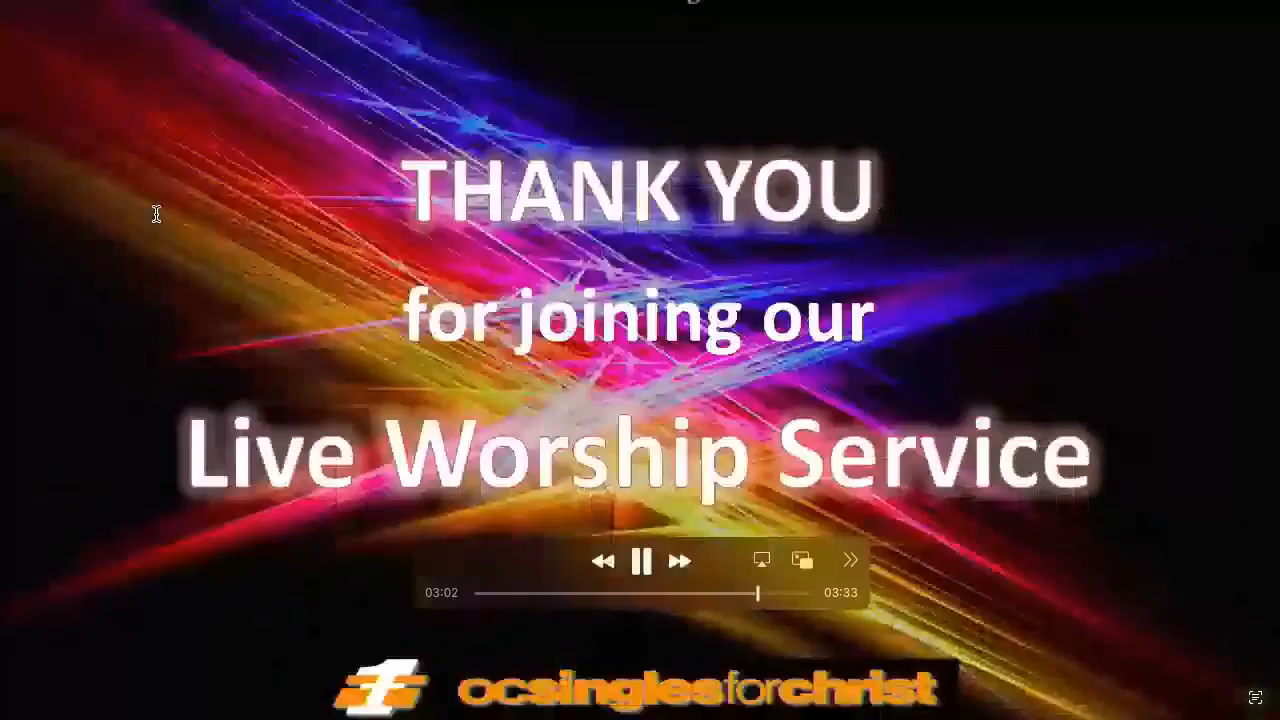 THANK YOU
for joining our
Live Worship Service
03:02
03:33
ocsinglesforchrist